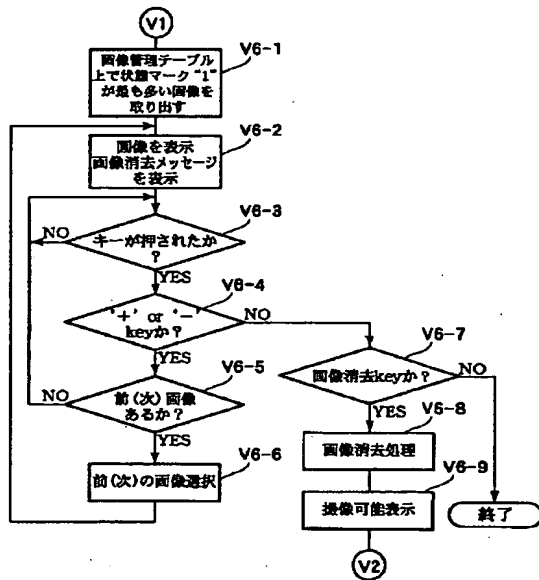 V1
V6-1
画像管理テーブル
上で状態マーク“1”
が最も多い画像を
取り出す
V6-2
画像を表示
画像消去メッセージ
を表示
V6-3
NO
キーが押されたか
?
YES
V6-4
'+' or '-'
keyか?
NO
YES
V6-5
NO
前(次)画像
あるか?
YES
V6-6
前(次)の画像選択
V6-7
画像消去keyか?
NO
YES
V6-8
画像消去処理
V6-9
撮像可能表示
終了
V2